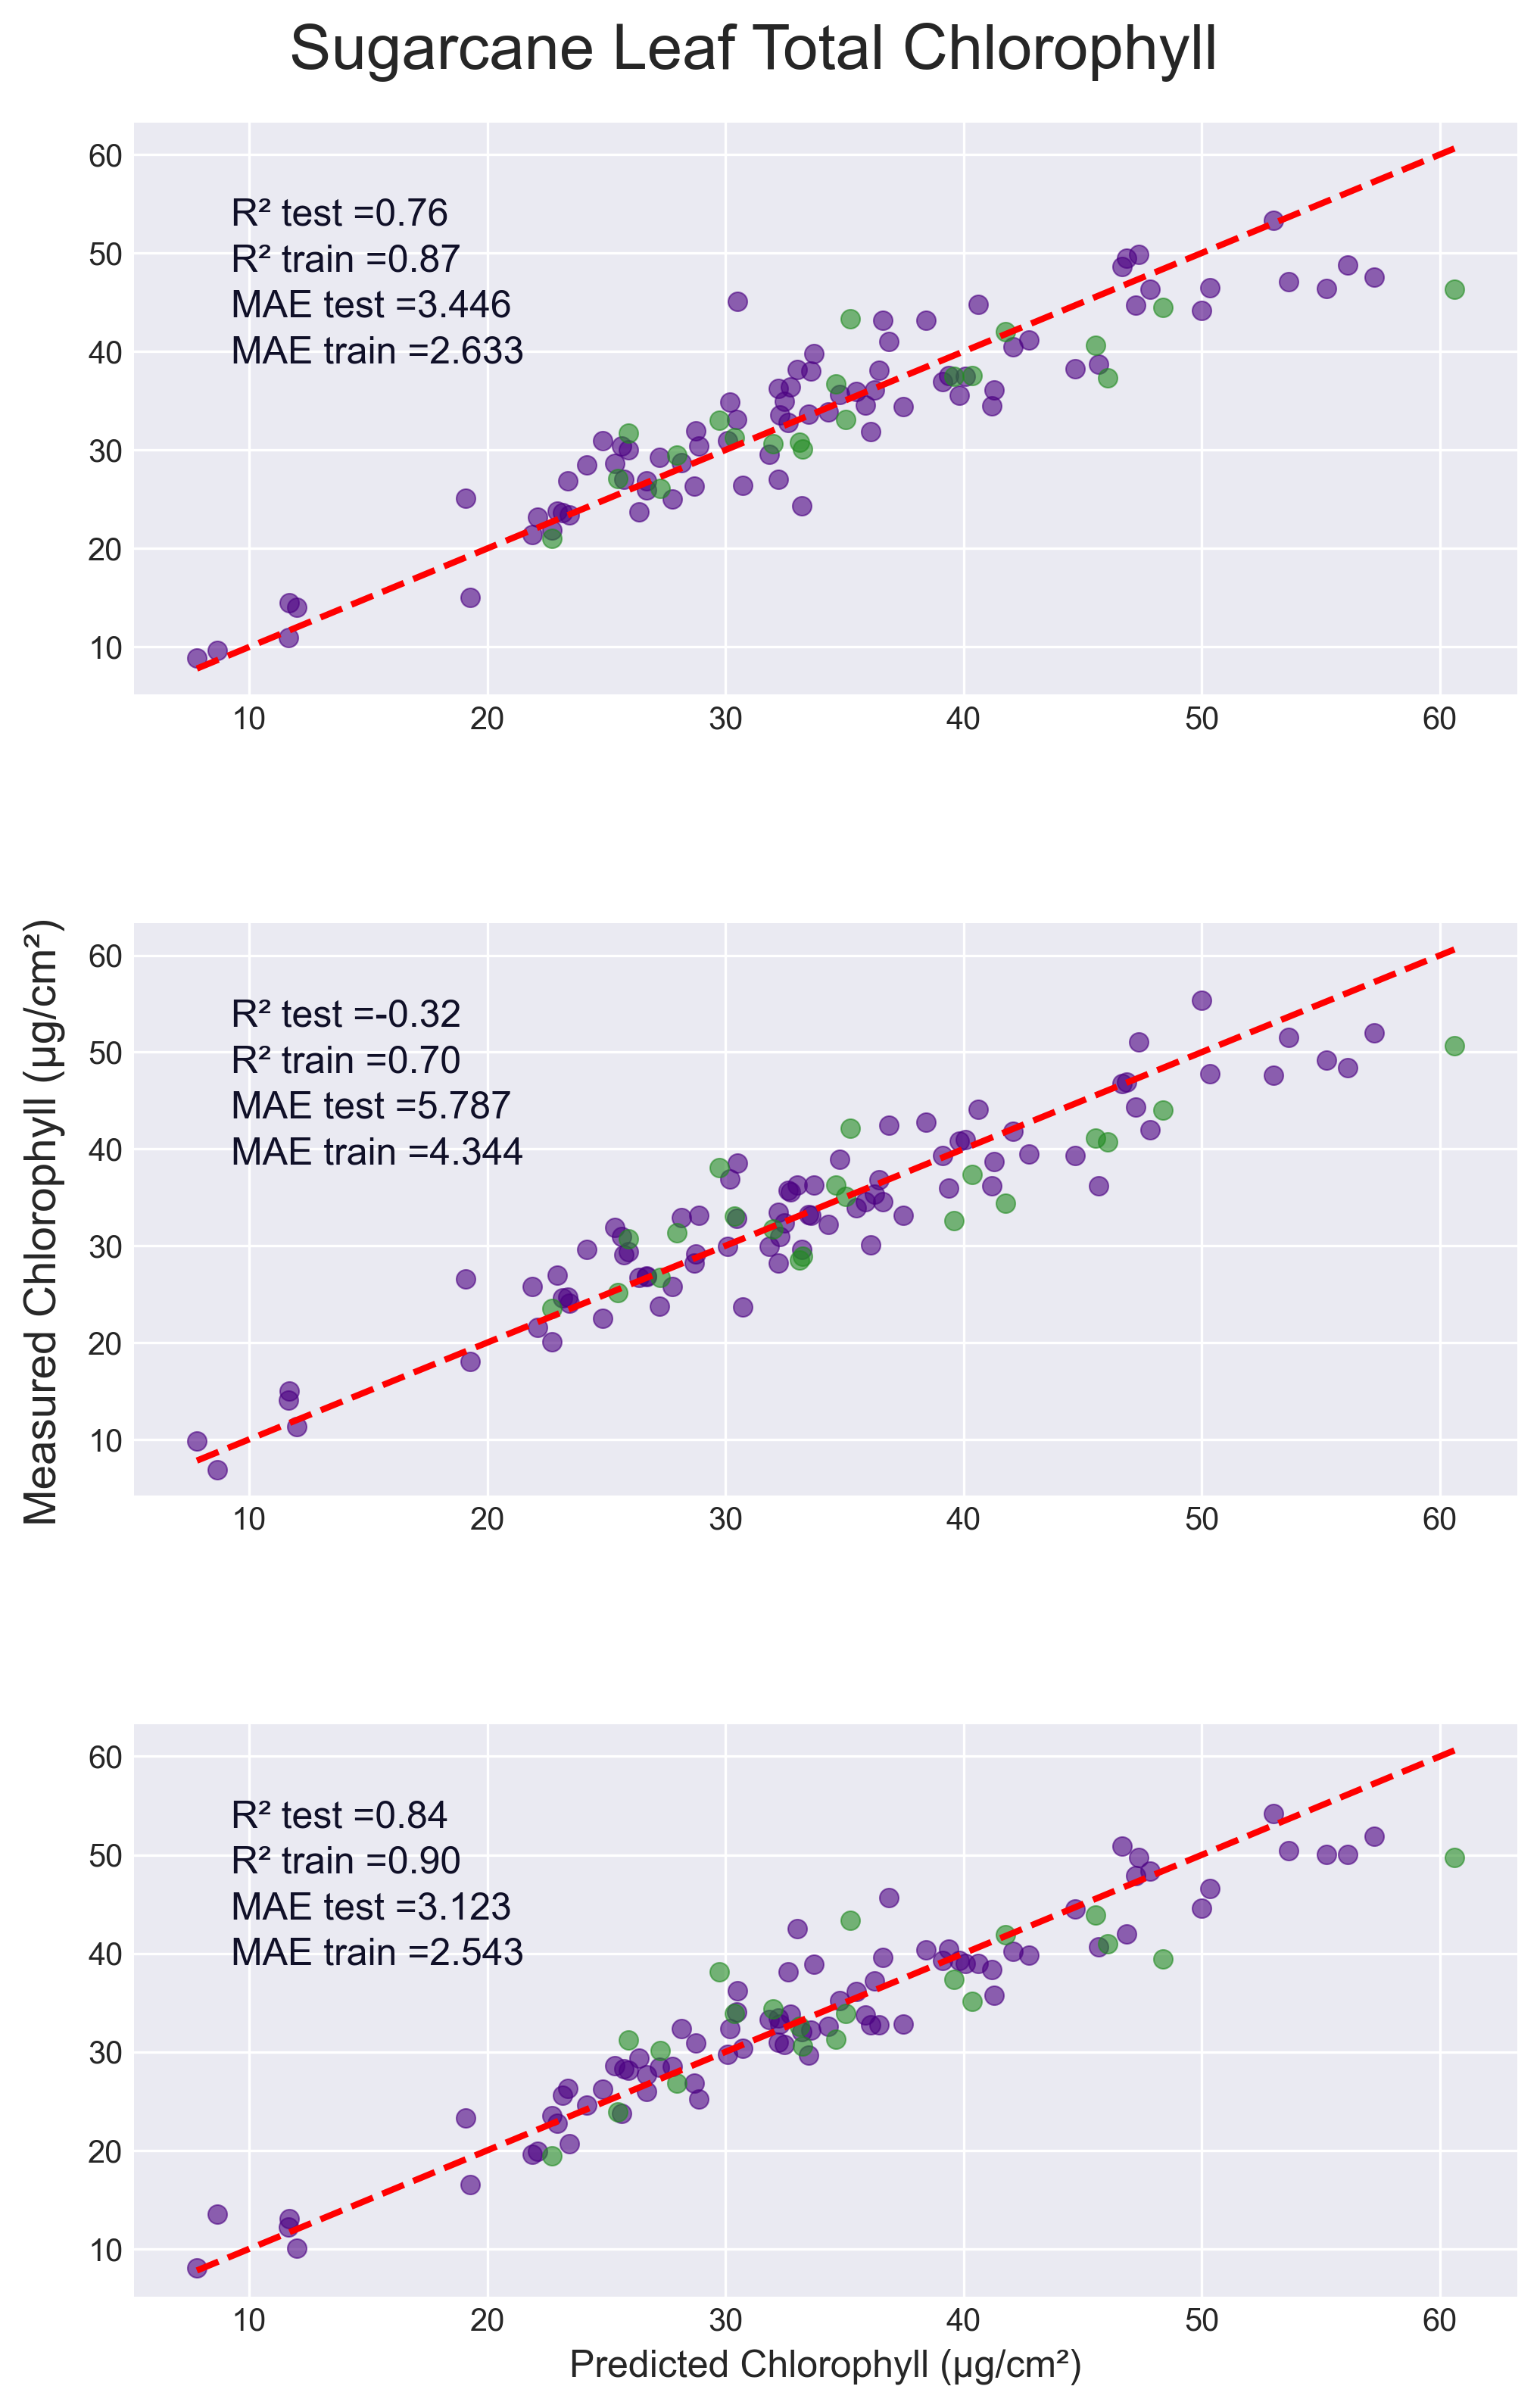 Sugarcane Leaf Total Chlorophyll
60
50
40
30
20
10
R² test =0.76
R² train =0.87
MAE test =3.446
MAE train =2.633
10 20 30 40 50 60
Measured Chlorophyll (µg/cm²)
60
50
40
30
20
10
R² test =-0.32
R² train =0.70
MAE test =5.787
MAE train =4.344
10 20 30 40 50 60
60
50
40
30
20
10
R² test =0.84
R² train =0.90
MAE test =3.123
MAE train =2.543
10 20 30 40 50 60
Predicted Chlorophyll (µg/cm²)